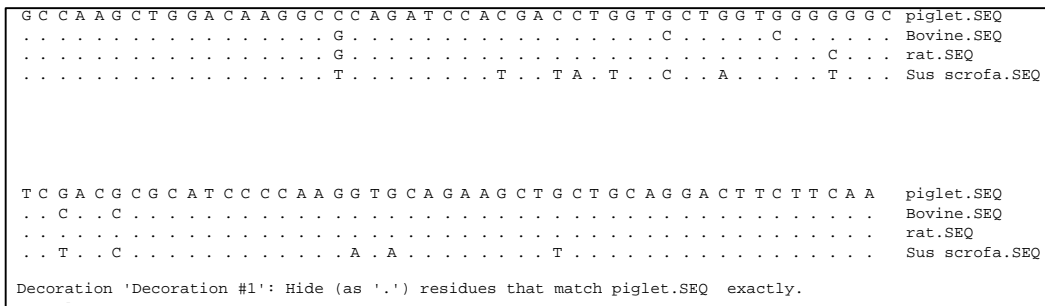 G C C A A G C T G G A C A A G G C C C A G A T C C A C G A C C T G G T G C T G G T G G G G G G C piglet.SEQ
. . . . . . . . . . . . . . . . . G . . . . . . . . . . . . . . . . . C . . . . . C . . . . . . Bovine.SEQ
. . . . . . . . . . . . . . . . . G . . . . . . . . . . . . . . . . . . . . . . . . . . C . . . rat.SEQ
. . . . . . . . . . . . . . . . . T . . . . . . . . T . . T A . T . . C . . A . . . . . T . . . Sus scrofa.SEQ
T C G A C G C G C A T C C C C A A G G T G C A G A A G C T G C T G C A G G A C T T C T T C A A piglet.SEQ
. . C . . C . . . . . . . . . . . . . . . . . . . . . . . . . . . . . . . . . . . . . . . . . Bovine.SEQ
. . . . . . . . . . . . . . . . . . . . . . . . . . . . . . . . . . . . . . . . . . . . . . . rat.SEQ
. . T . . C . . . . . . . . . . . . A . A . . . . . . . . T . . . . . . . . . . . . . . . . . Sus scrofa.SEQ
Decoration 'Decoration #1': Hide (as '.') residues that match piglet.SEQ exactly.